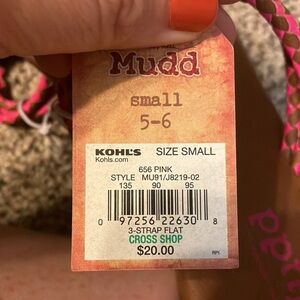 Mudd
small
5-6
KOHL'S SIZE SMALL
Kohls.com
656 PINK
STYLE MU91/J8219-02
135 90 95
0 97256 22630 8
3-STRAP FLAT
CROSS SHOP
$20.00 RPI